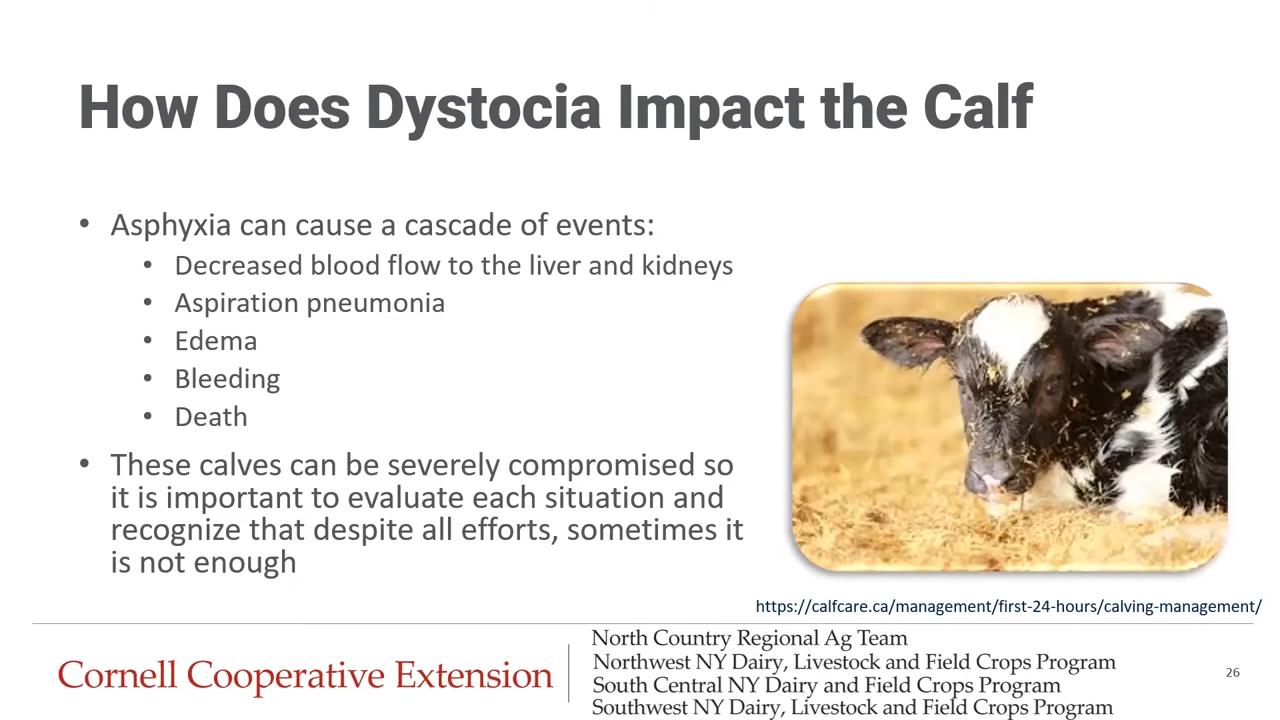 How Does Dystocia Impact the Calf
• Asphyxia can cause a cascade of events:
• Decreased blood flow to the liver and kidneys
• Aspiration pneumonia
• Edema
• Bleeding
• Death
• These calves can be severely compromised so
it is important to evaluate each situation and
recognize that despite all efforts, sometimes it
is not enough
https://calfcare.ca/management/first-24-hours/calving-management/
Cornell Cooperative Extension
North Country Regional Ag Team
Northwest NY Dairy, Livestock and Field Crops Program
South Central NY Dairy and Field Crops Program
Southwest NY Dairy, Livestock and Field Crops Program
26